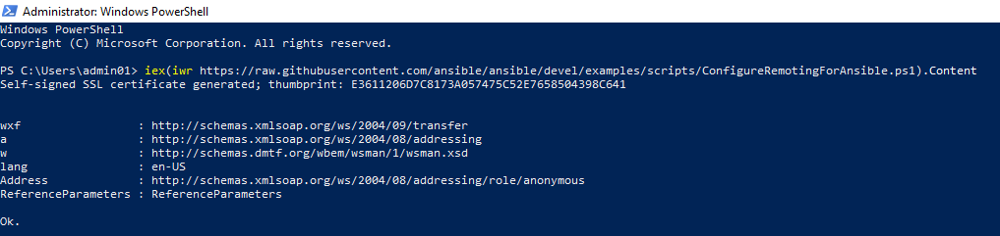 Administrator: Windows PowerShell
Windows PowerShell
Copyright (C) Microsoft Corporation. All rights reserved.
PS C:\Users\admin01> iex(iwr https://raw.githubusercontent.com/ansible/ansible/devel/examples/scripts/ConfigureRemotingForAnsible.ps1).Content
Self-signed SSL certificate generated; thumbprint: E3611206D7C8173A057475C52E7658504398C641
wxf : http://schemas.xmlsoap.org/ws/2004/09/transfer
a : http://schemas.xmlsoap.org/ws/2004/08/addressing
w : http://schemas.dmtf.org/wbem/wsman/1/wsman.xsd
lang : en-US
Address : http://schemas.xmlsoap.org/ws/2004/08/addressing/role/anonymous
ReferenceParameters : ReferenceParameters
Ok.